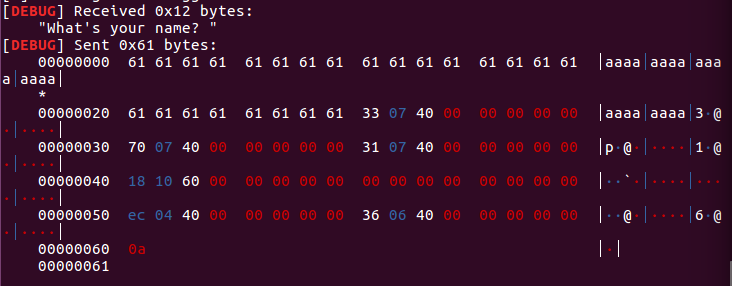 [DEBUG] Received 0x12 bytes:
    "What's your name? "
[DEBUG] Sent 0x61 bytes:
    00000000  61 61 61 61  61 61 61 61  61 61 61 61  61 61 61 61  │aaaa│aaaa│aaa
a│aaaa│
    *
    00000020  61 61 61 61  61 61 61 61  33 07 40 00  00 00 00 00  │aaaa│aaaa│3·@
·│····│
    00000030  70 07 40 00  00 00 00 00  31 07 40 00  00 00 00 00  │p·@·│····│1·@
·│····│
    00000040  18 10 60 00  00 00 00 00  00 00 00 00  00 00 00 00  │··`·│····│···
·│····│
    00000050  ec 04 40 00  00 00 00 00  36 06 40 00  00 00 00 00  │··@·│····│6·@
·│····│
    00000060  0a                                                  │·│
    00000061